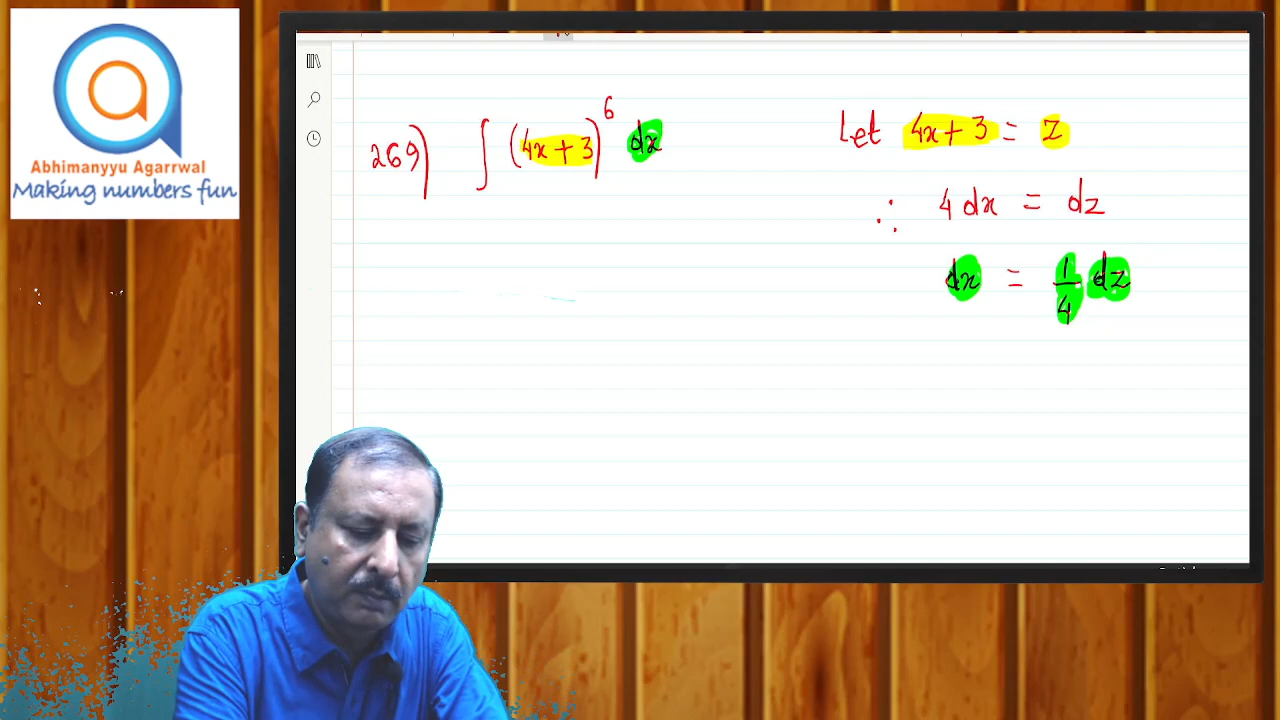 Abhimanyyu Agarrwal
Making numbers fun
269) ∫ (4x + 3)^6 dx
Let 4x + 3 = z
∴ 4 dx = dz
dx = 1/4 dz